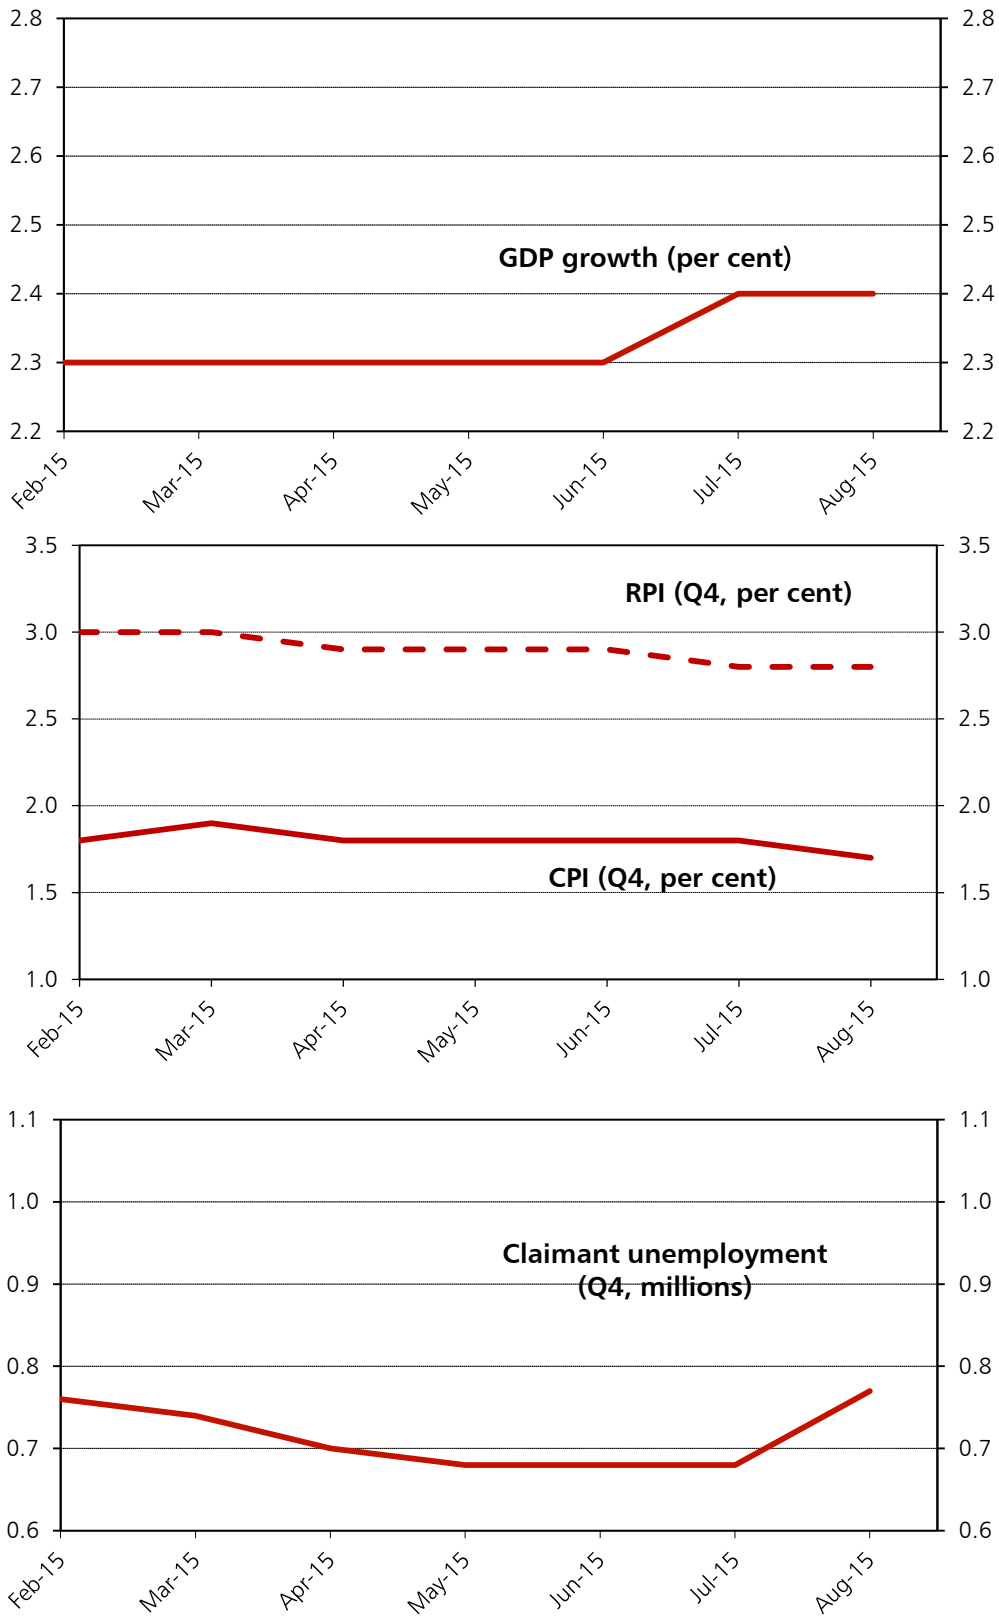 2.8 2.8
2.7 2.7
2.6 2.6
2.5 2.5
GDP growth (per cent)
2.4 2.4
2.3 2.3
2.2 2.2
Feb-15 Mar-15 Apr-15 May-15 Jun-15 Jul-15 Aug-15
3.5 3.5
RPI (Q4, per cent)
3.0 3.0
2.5 2.5
2.0 2.0
CPI (Q4, per cent)
1.5 1.5
1.0 1.0
Feb-15 Mar-15 Apr-15 May-15 Jun-15 Jul-15 Aug-15
1.1 1.1
1.0 1.0
Claimant unemployment
0.9 (Q4, millions) 0.9
0.8 0.8
0.7 0.7
0.6 0.6
Feb-15 Mar-15 Apr-15 May-15 Jun-15 Jul-15 Aug-15